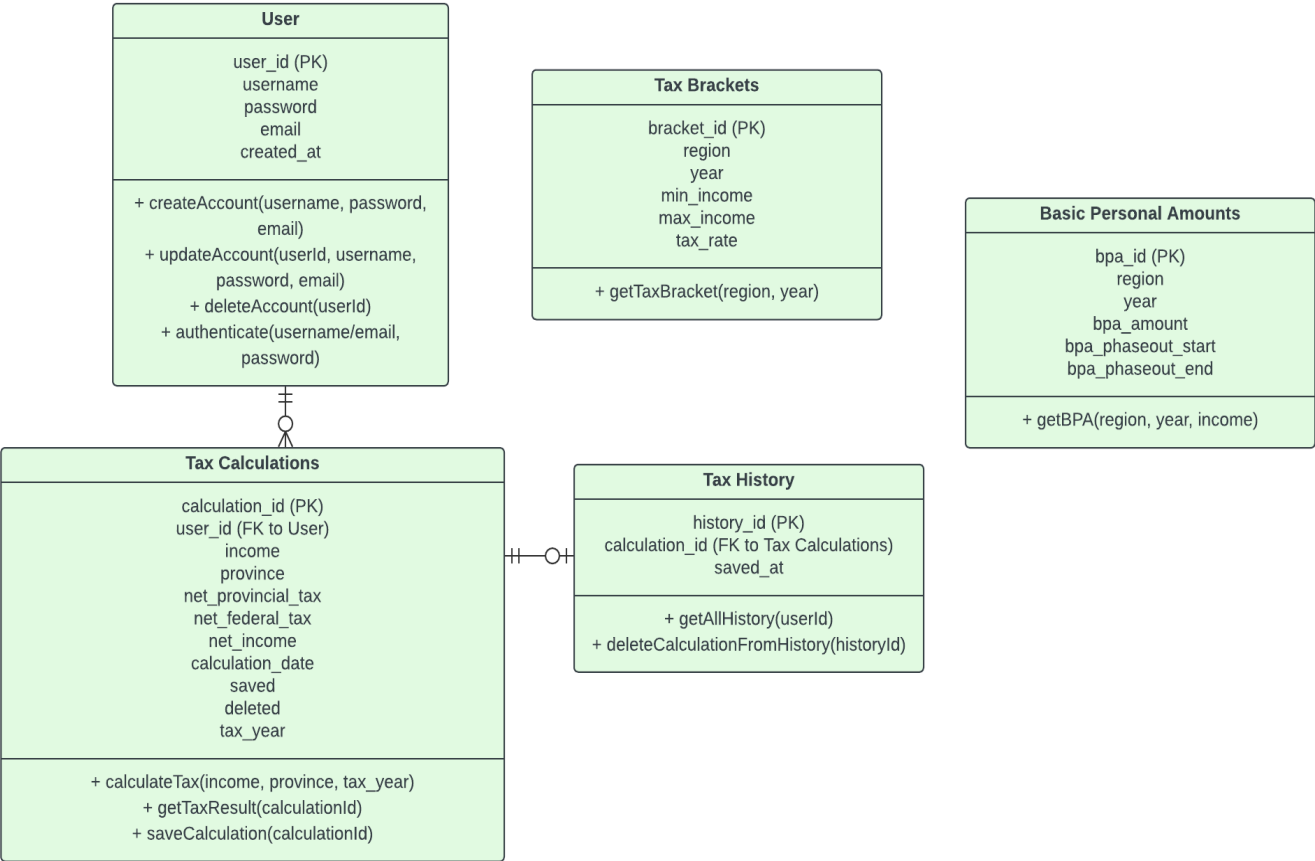 User
user_id (PK)
username
password
email
created_at
+ createAccount(username, password,
email)
+ updateAccount(userId, username,
password, email)
+ deleteAccount(userId)
+ authenticate(username/email,
password)
Tax Brackets
bracket_id (PK)
region
year
min_income
max_income
tax_rate
+ getTaxBracket(region, year)
Basic Personal Amounts
bpa_id (PK)
region
year
bpa_amount
bpa_phaseout_start
bpa_phaseout_end
+ getBPA(region, year, income)
Tax Calculations
calculation_id (PK)
user_id (FK to User)
income
province
net_provincial_tax
net_federal_tax
net_income
calculation_date
saved
deleted
tax_year
+ calculateTax(income, province, tax_year)
+ getTaxResult(calculationId)
+ saveCalculation(calculationId)
Tax History
history_id (PK)
calculation_id (FK to Tax Calculations)
saved_at
+ getAllHistory(userId)
+ deleteCalculationFromHistory(historyId)